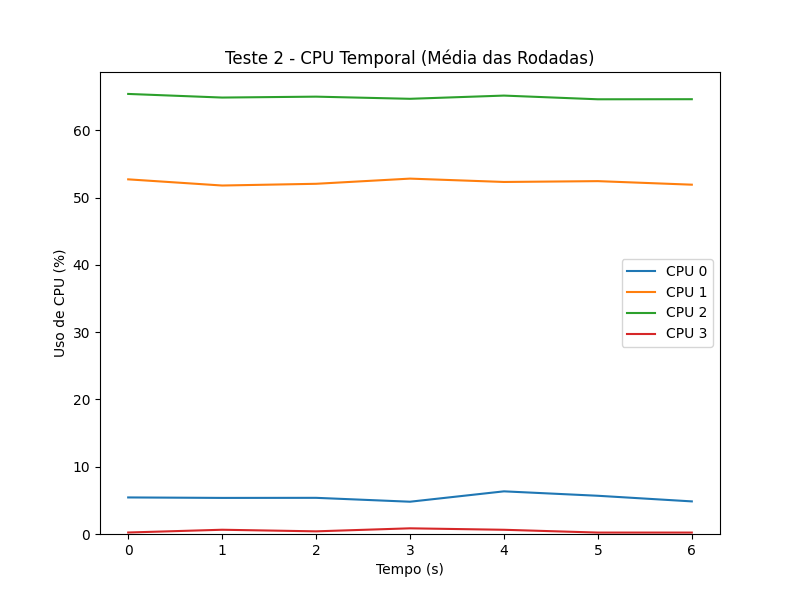 Teste 2 - CPU Temporal (Média das Rodadas)
Uso de CPU (%)
60
50
40
30
20
10
0
0 1 2 3 4 5 6
Tempo (s)
CPU 0
CPU 1
CPU 2
CPU 3